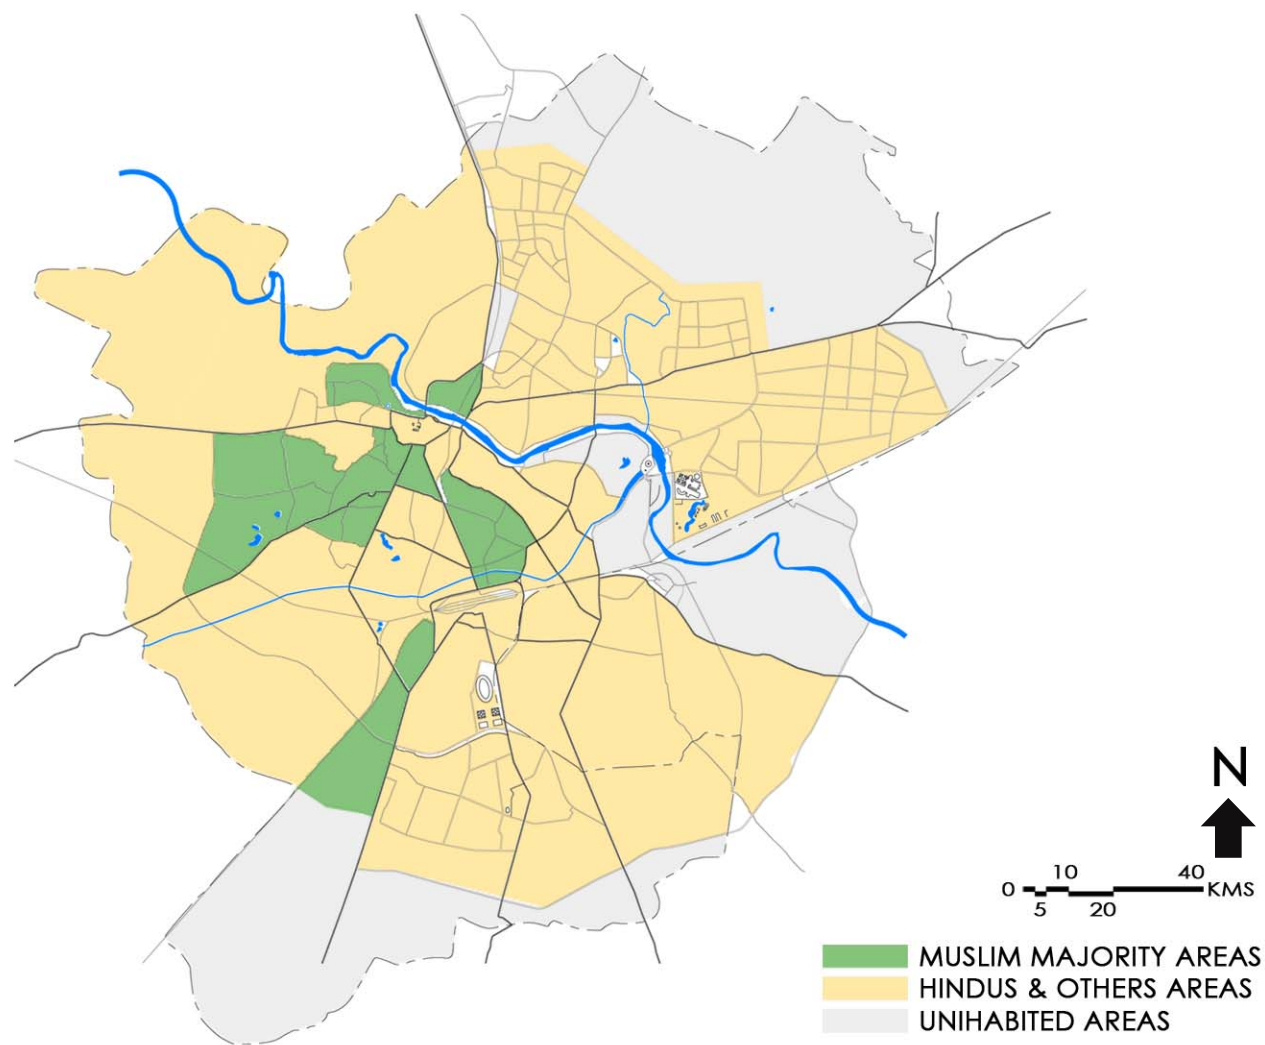 N
10 40
0 KMS
5 20
MUSLIM MAJORITY AREAS
HINDUS & OTHERS AREAS
UNIHABITED AREAS